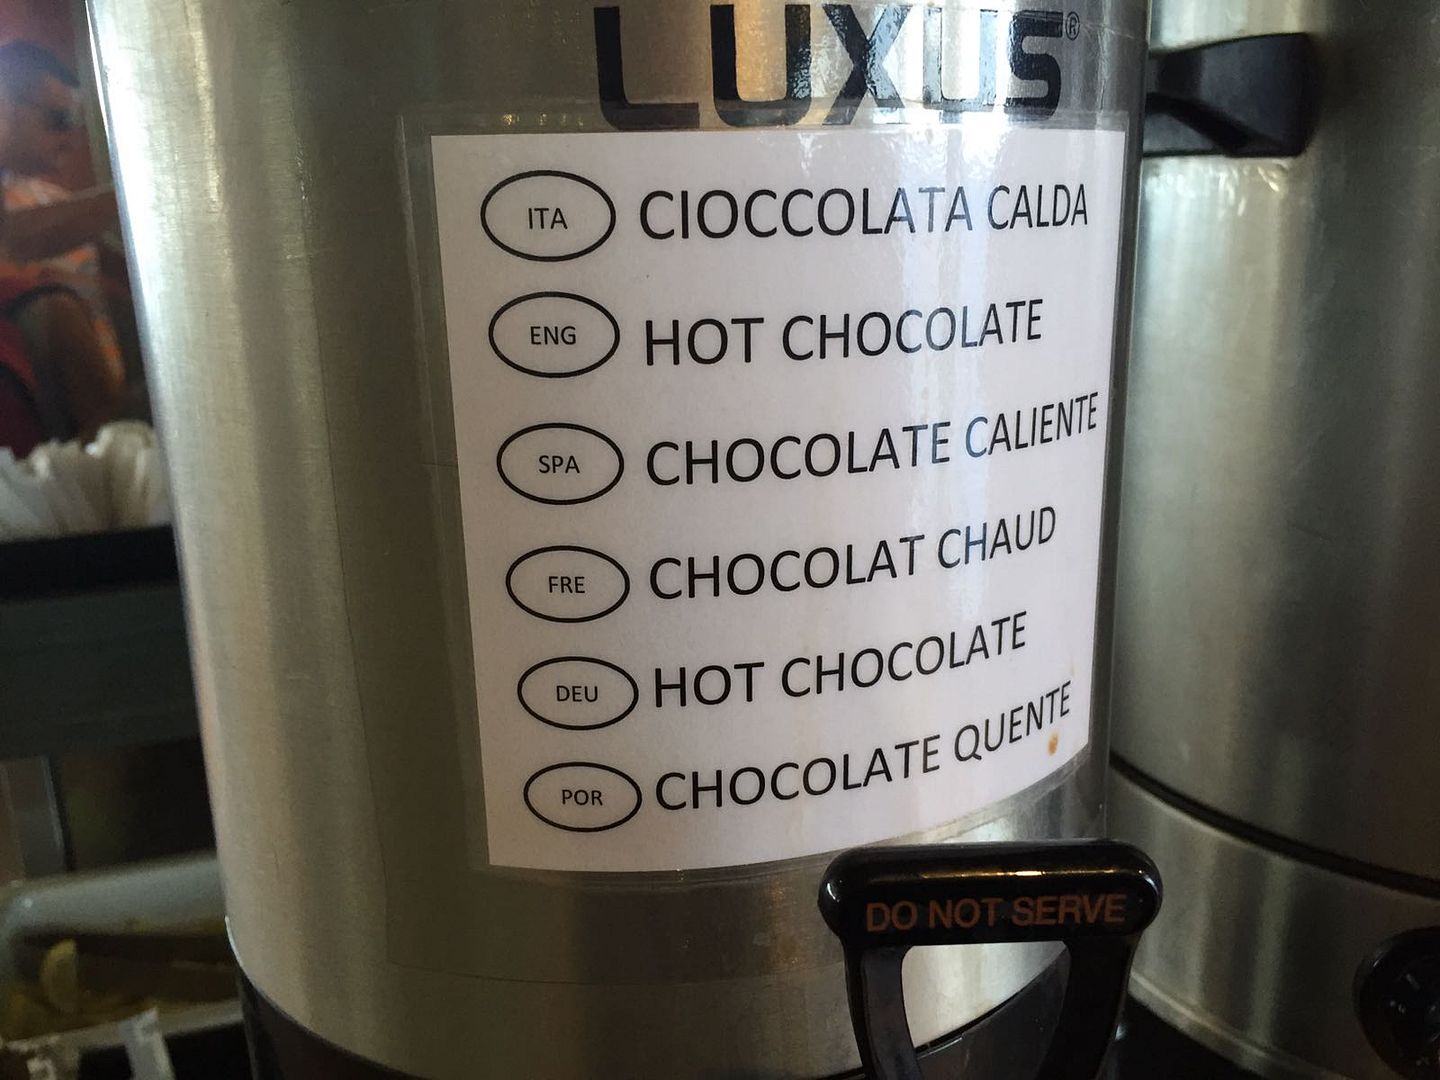 LUXUS®
ITA CIOCCOLATA CALDA
ENG HOT CHOCOLATE
SPA CHOCOLATE CALIENTE
FRE CHOCOLAT CHAUD
DEU HOT CHOCOLATE
POR CHOCOLATE QUENTE
DO NOT SERVE